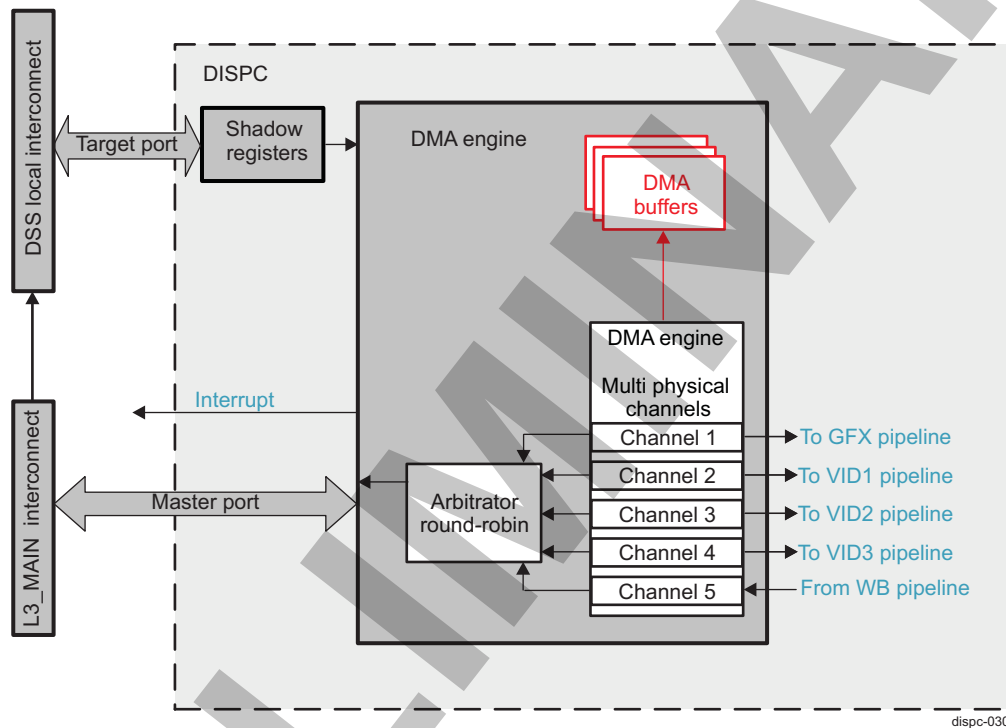 DISPC
DSS local interconnect
Target port
Shadow
registers
DMA engine
DMA
buffers
DMA engine
Multi physical
channels
Interrupt
Channel 1
To GFX pipeline
Channel 2
To VID1 pipeline
L3_MAIN interconnect
Master port
Arbitrator
round-robin
Channel 3
To VID2 pipeline
Channel 4
To VID3 pipeline
Channel 5
From WB pipeline
dispc-030